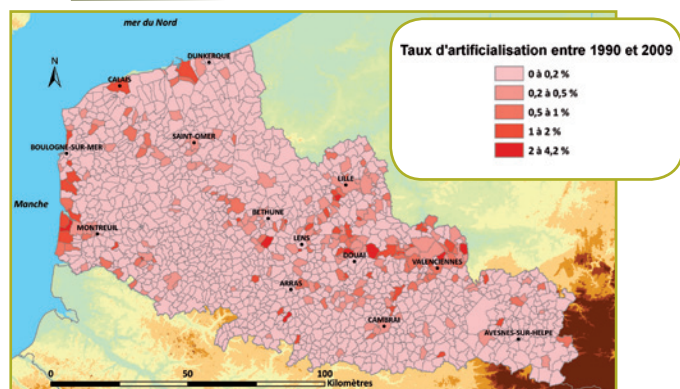 mer du Nord
Taux d'artificialisation entre 1990 et 2009
0 à 0,2 %
0,2 à 0,5 %
0,5 à 1 %
1 à 2 %
2 à 4,2 %
N
DUNKERQUE
CALAIS
SAINT-OMER
BOULOGNE-SUR-MER
LILLE
Manche
BETHUNE
MONTREUIL
LENS
DOUAI
VALENCIENNES
ARRAS
CAMBRAI
AVESNES-SUR-HELPE
0 50 100
Kilomètres